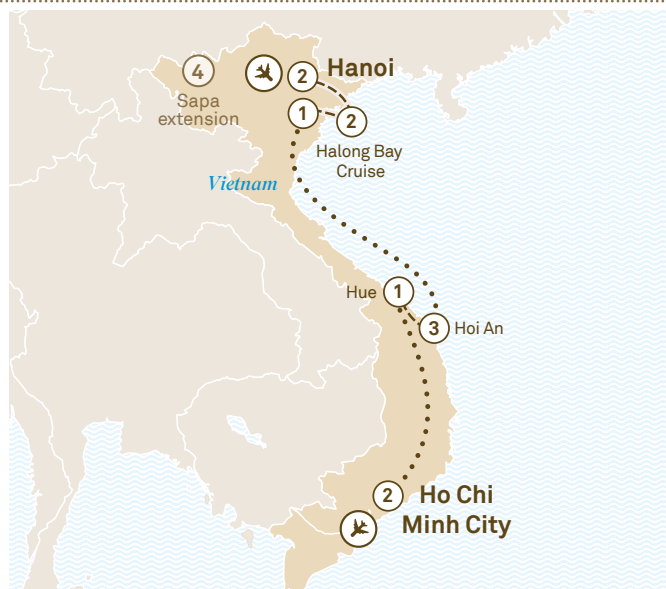 4
Sapa
extension
2
Hanoi
1
2
Halong Bay
Cruise
Vietnam
Hue
1
3
Hoi An
2
Ho Chi
Minh City